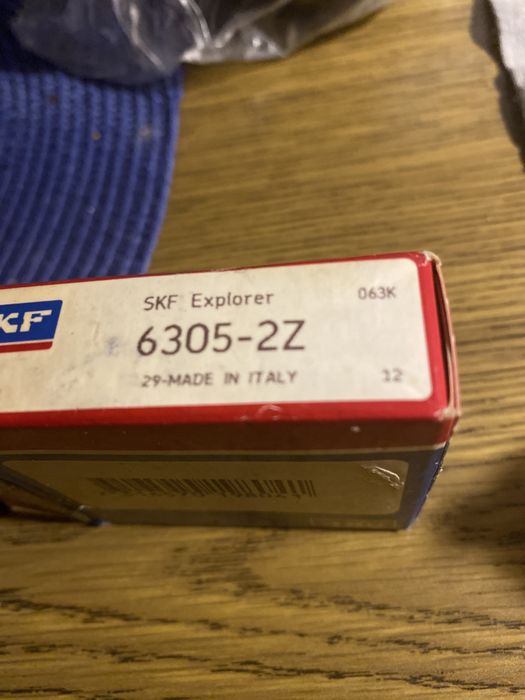 SKF Explorer
063K
KF
6305-2Z
29-MADE IN ITALY
12